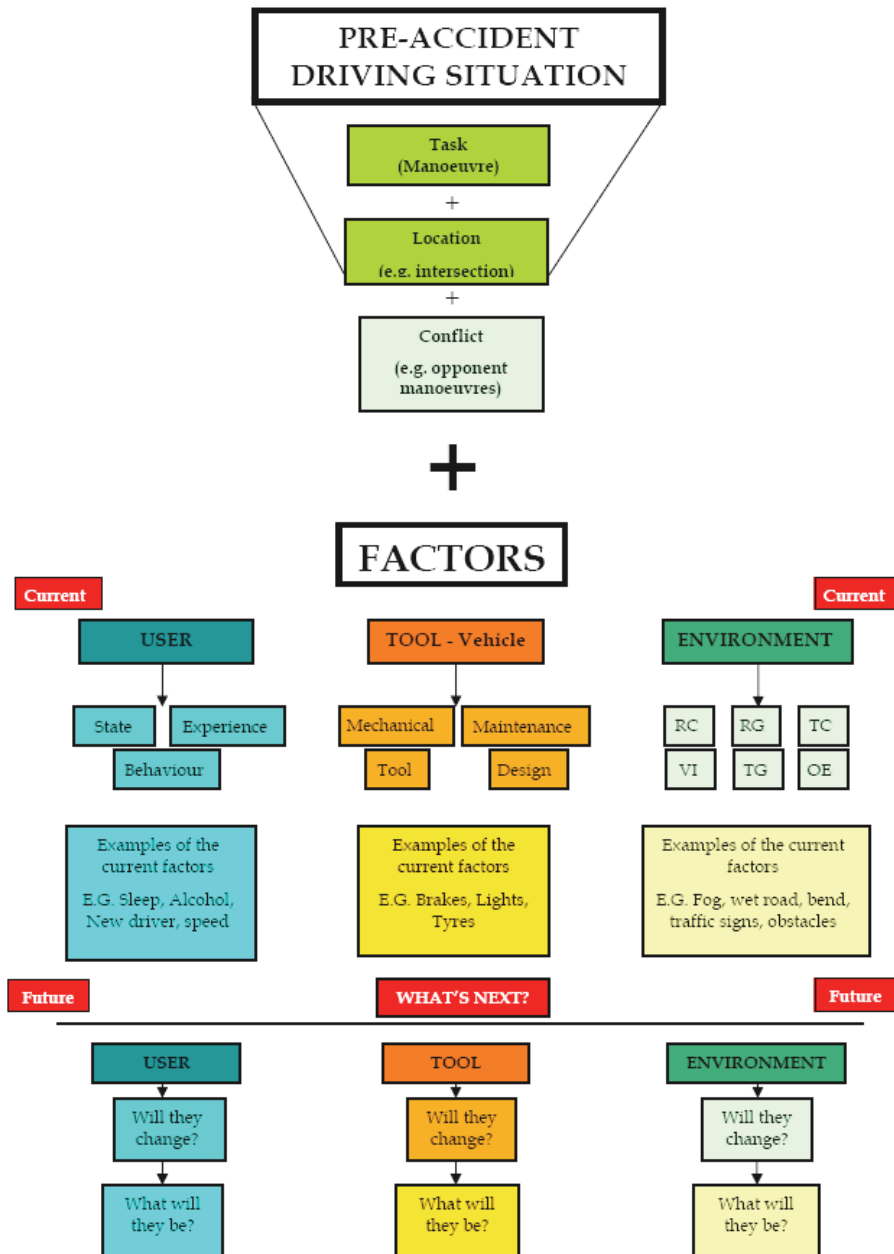 PRE-ACCIDENT
DRIVING SITUATION
Task
(Manoeuvre)
+
Location
(e.g. intersection)
+
Conflict
(e.g. opponent
manoeuvres)
+
FACTORS
Current
Current
USER
TOOL - Vehicle
ENVIRONMENT
State
Experience
Behaviour
Mechanical
Maintenance
Tool
Design
RC
RG
TC
VI
TG
OE
Examples of the
current factors
E.G. Sleep, Alcohol,
New driver, speed
Examples of the
current factors
E.G. Brakes, Lights,
Tyres
Examples of the current
factors
E.G. Fog, wet road, bend,
traffic signs, obstacles
Future
WHAT'S NEXT?
Future
USER
TOOL
ENVIRONMENT
Will they
change?
Will they
change?
Will they
change?
What will
they be?
What will
they be?
What will
they be?